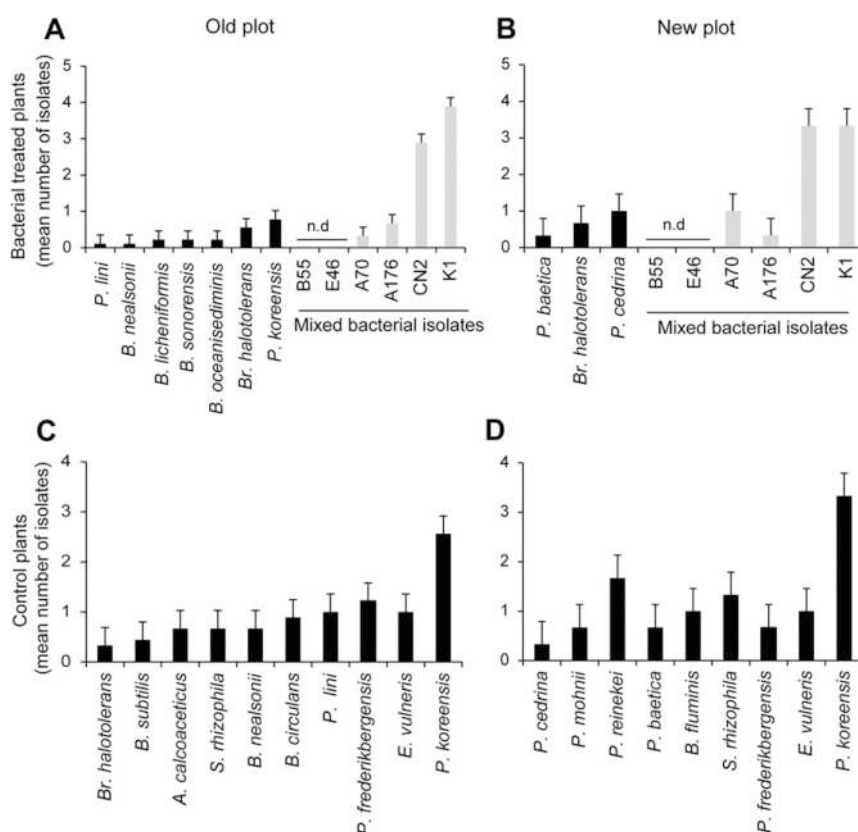 A
Old plot
Bacterial treated plants
(mean number of isolates)
5
4
3
2
1
0
n.d
P. lini
B. nealsonii
B. licheniformis
B. sonorensis
B. oceanisediminis
Br. halotolerans
P. koreensis
B55
E46
A70
A176
CN2
K1
Mixed bacterial isolates
B
New plot
5
4
3
2
1
0
n.d
P. baetica
Br. halotolerans
P. cedrina
B55
E46
A70
A176
CN2
K1
Mixed bacterial isolates
C
Control plants
(mean number of isolates)
4
3
2
1
0
Br. halotolerans
B. subtilis
A. calcoaceticus
S. rhizophila
B. nealsonii
B. circulans
P. lini
P. frederikbergensis
E. vulneris
P. koreensis
D
4
3
2
1
0
P. cedrina
P. mohnii
P. reinekei
P. baetica
B. fluminis
S. rhizophila
P. frederikbergensis
E. vulneris
P. koreensis